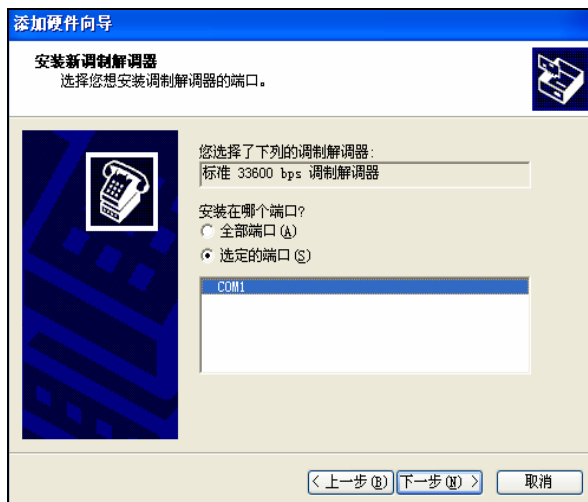 添加硬件向导
安装新调制解调器
选择您想安装调制解调器的端口。
您选择了下列的调制解调器:
标准 33600 bps 调制解调器
安装在哪个端口?
全部端口(A)
选定的端口(S)
COM1
< 上一步(B) 下一步(N) > 取消